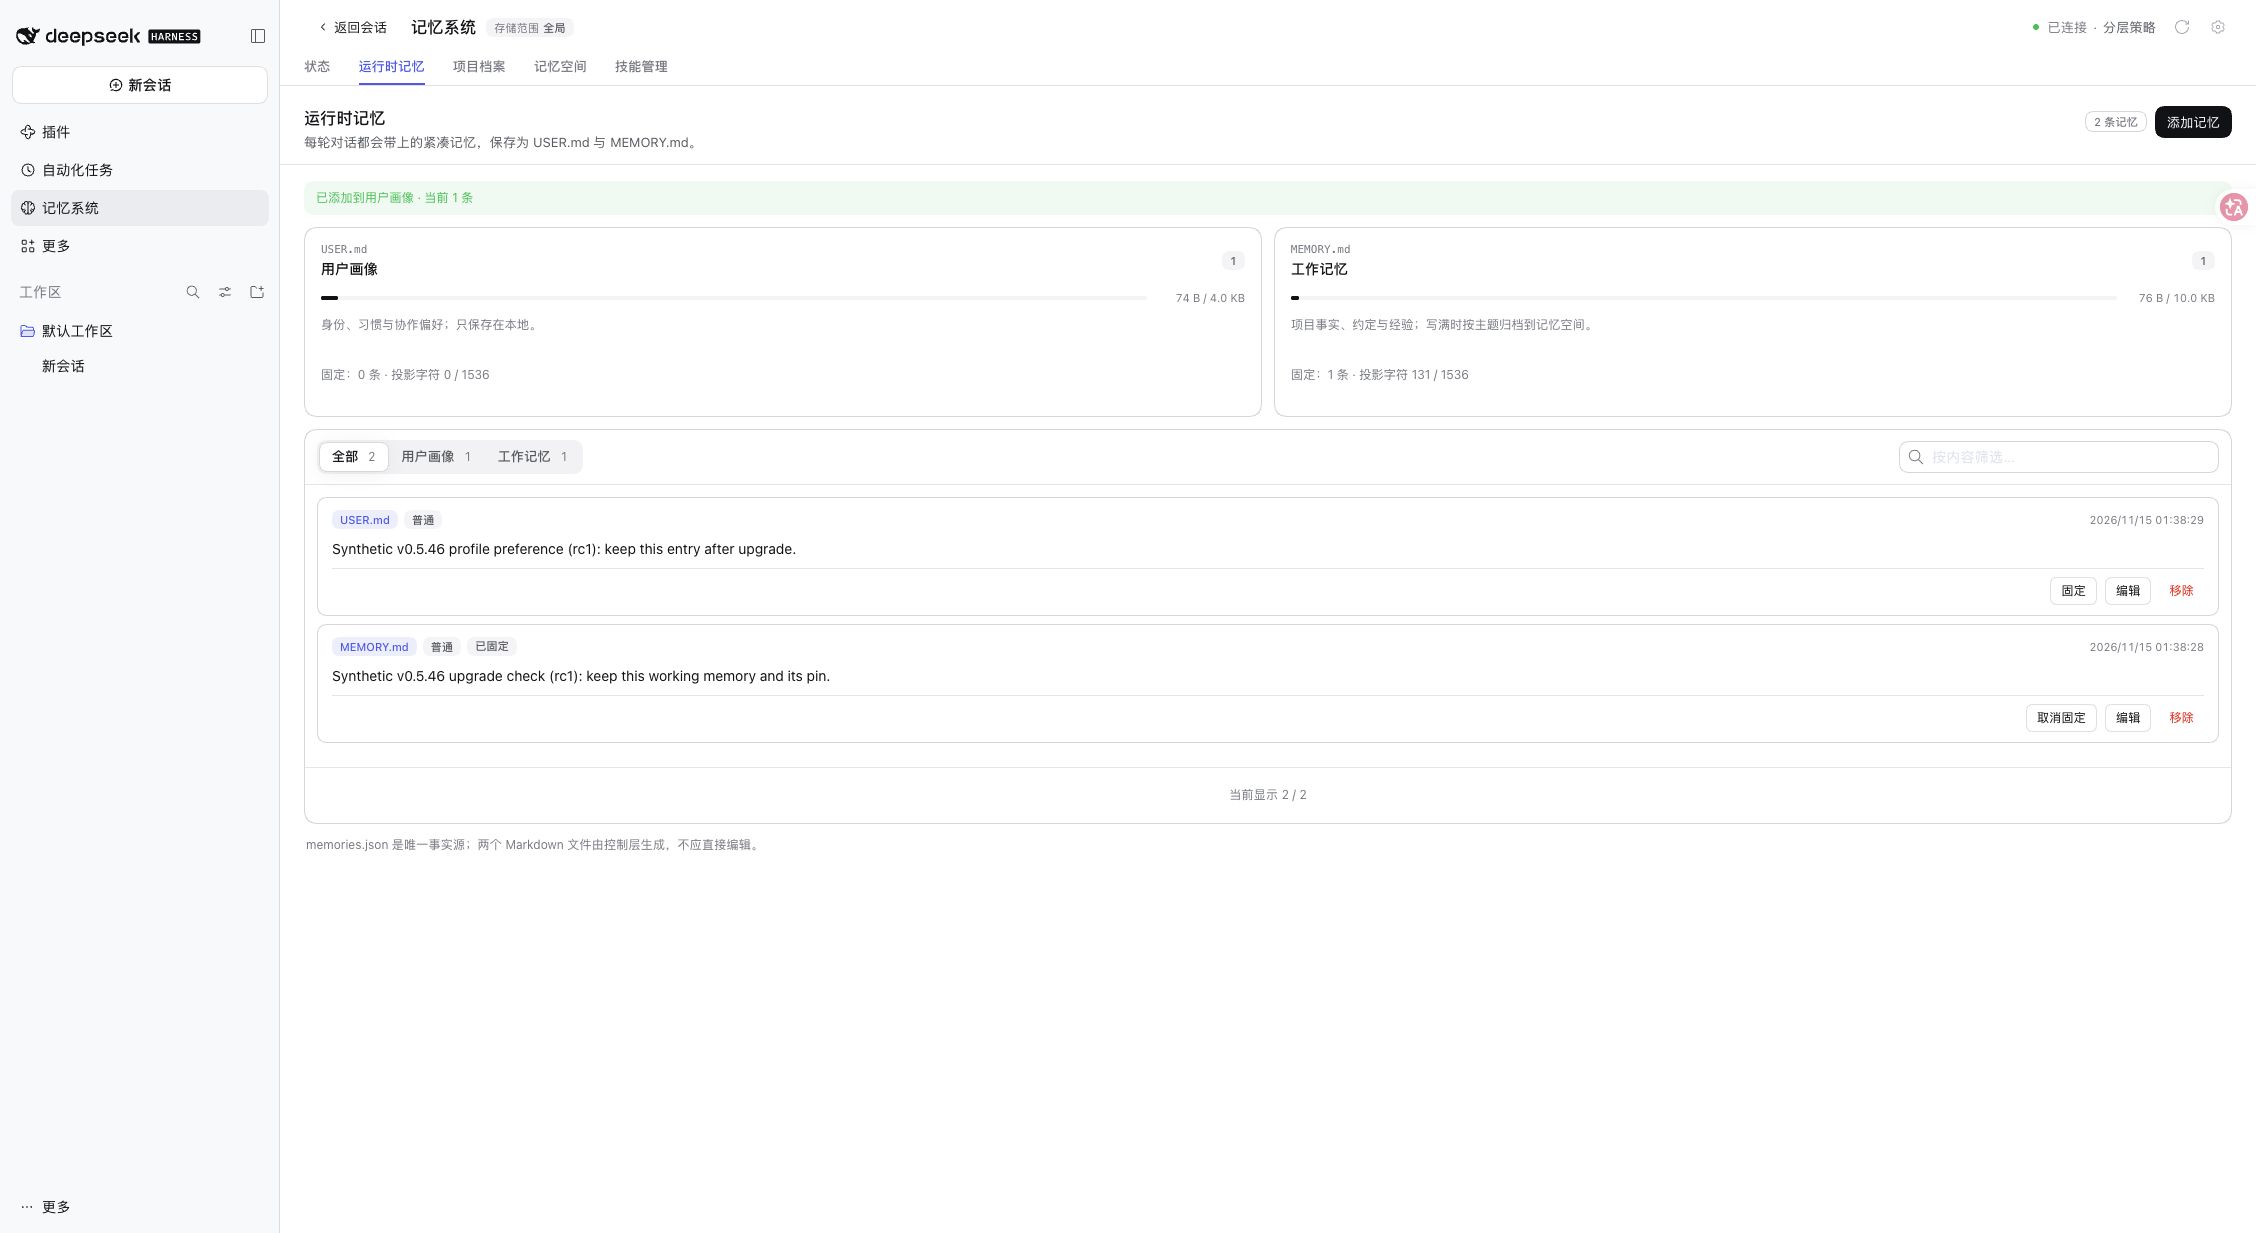 deepseek HARNESS
新会话
插件
自动化任务
记忆系统
更多
工作区
默认工作区
新会话
更多
返回会话 记忆系统 存储范围 全局
已连接 · 分层策略
状态 运行时记忆 项目档案 记忆空间 技能管理
运行时记忆
每轮对话都会带上的紧凑记忆，保存为 USER.md 与 MEMORY.md。
2 条记忆 添加记忆
已添加到用户画像 · 当前 1 条
USER.md
用户画像
1
74 B / 4.0 KB
身份、习惯与协作偏好；只保存在本地。
固定：0 条 · 投影字符 0 / 1536
MEMORY.md
工作记忆
1
76 B / 10.0 KB
项目事实、约定与经验；写满时按主题归档到记忆空间。
固定：1 条 · 投影字符 131 / 1536
全部 2 用户画像 1 工作记忆 1
按内容筛选...
USER.md 普通 2026/11/15 01:38:29
Synthetic v0.5.46 profile preference (rc1): keep this entry after upgrade.
固定 编辑 移除
MEMORY.md 普通 已固定 2026/11/15 01:38:28
Synthetic v0.5.46 upgrade check (rc1): keep this working memory and its pin.
取消固定 编辑 移除
当前显示 2 / 2
memories.json 是唯一事实源；两个 Markdown 文件由控制层生成，不应直接编辑。